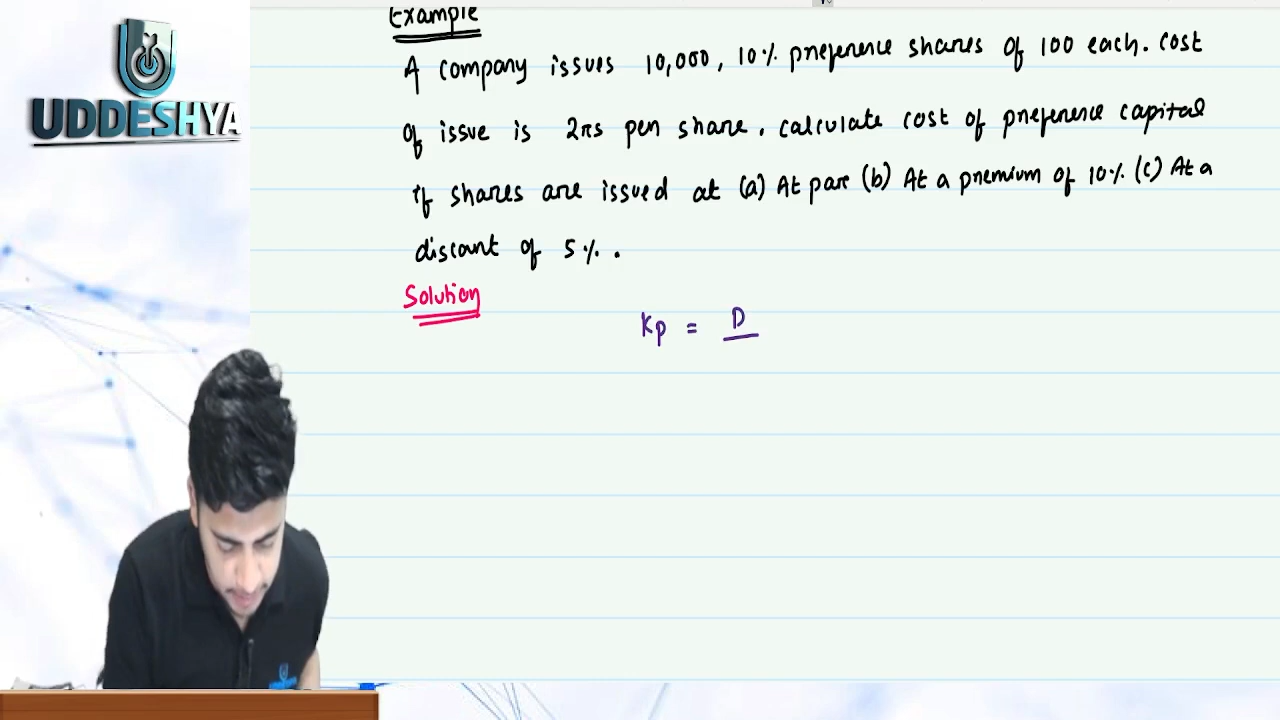 Example
UDDESHYA
A company issues 10,000, 10% preference shares of 100 each. Cost
of issue is 2rs per share. calculate cost of preference capital
if shares are issued at (a) At par (b) At a premium of 10% (c) At a
discount of 5%.
Solution
Kp = D